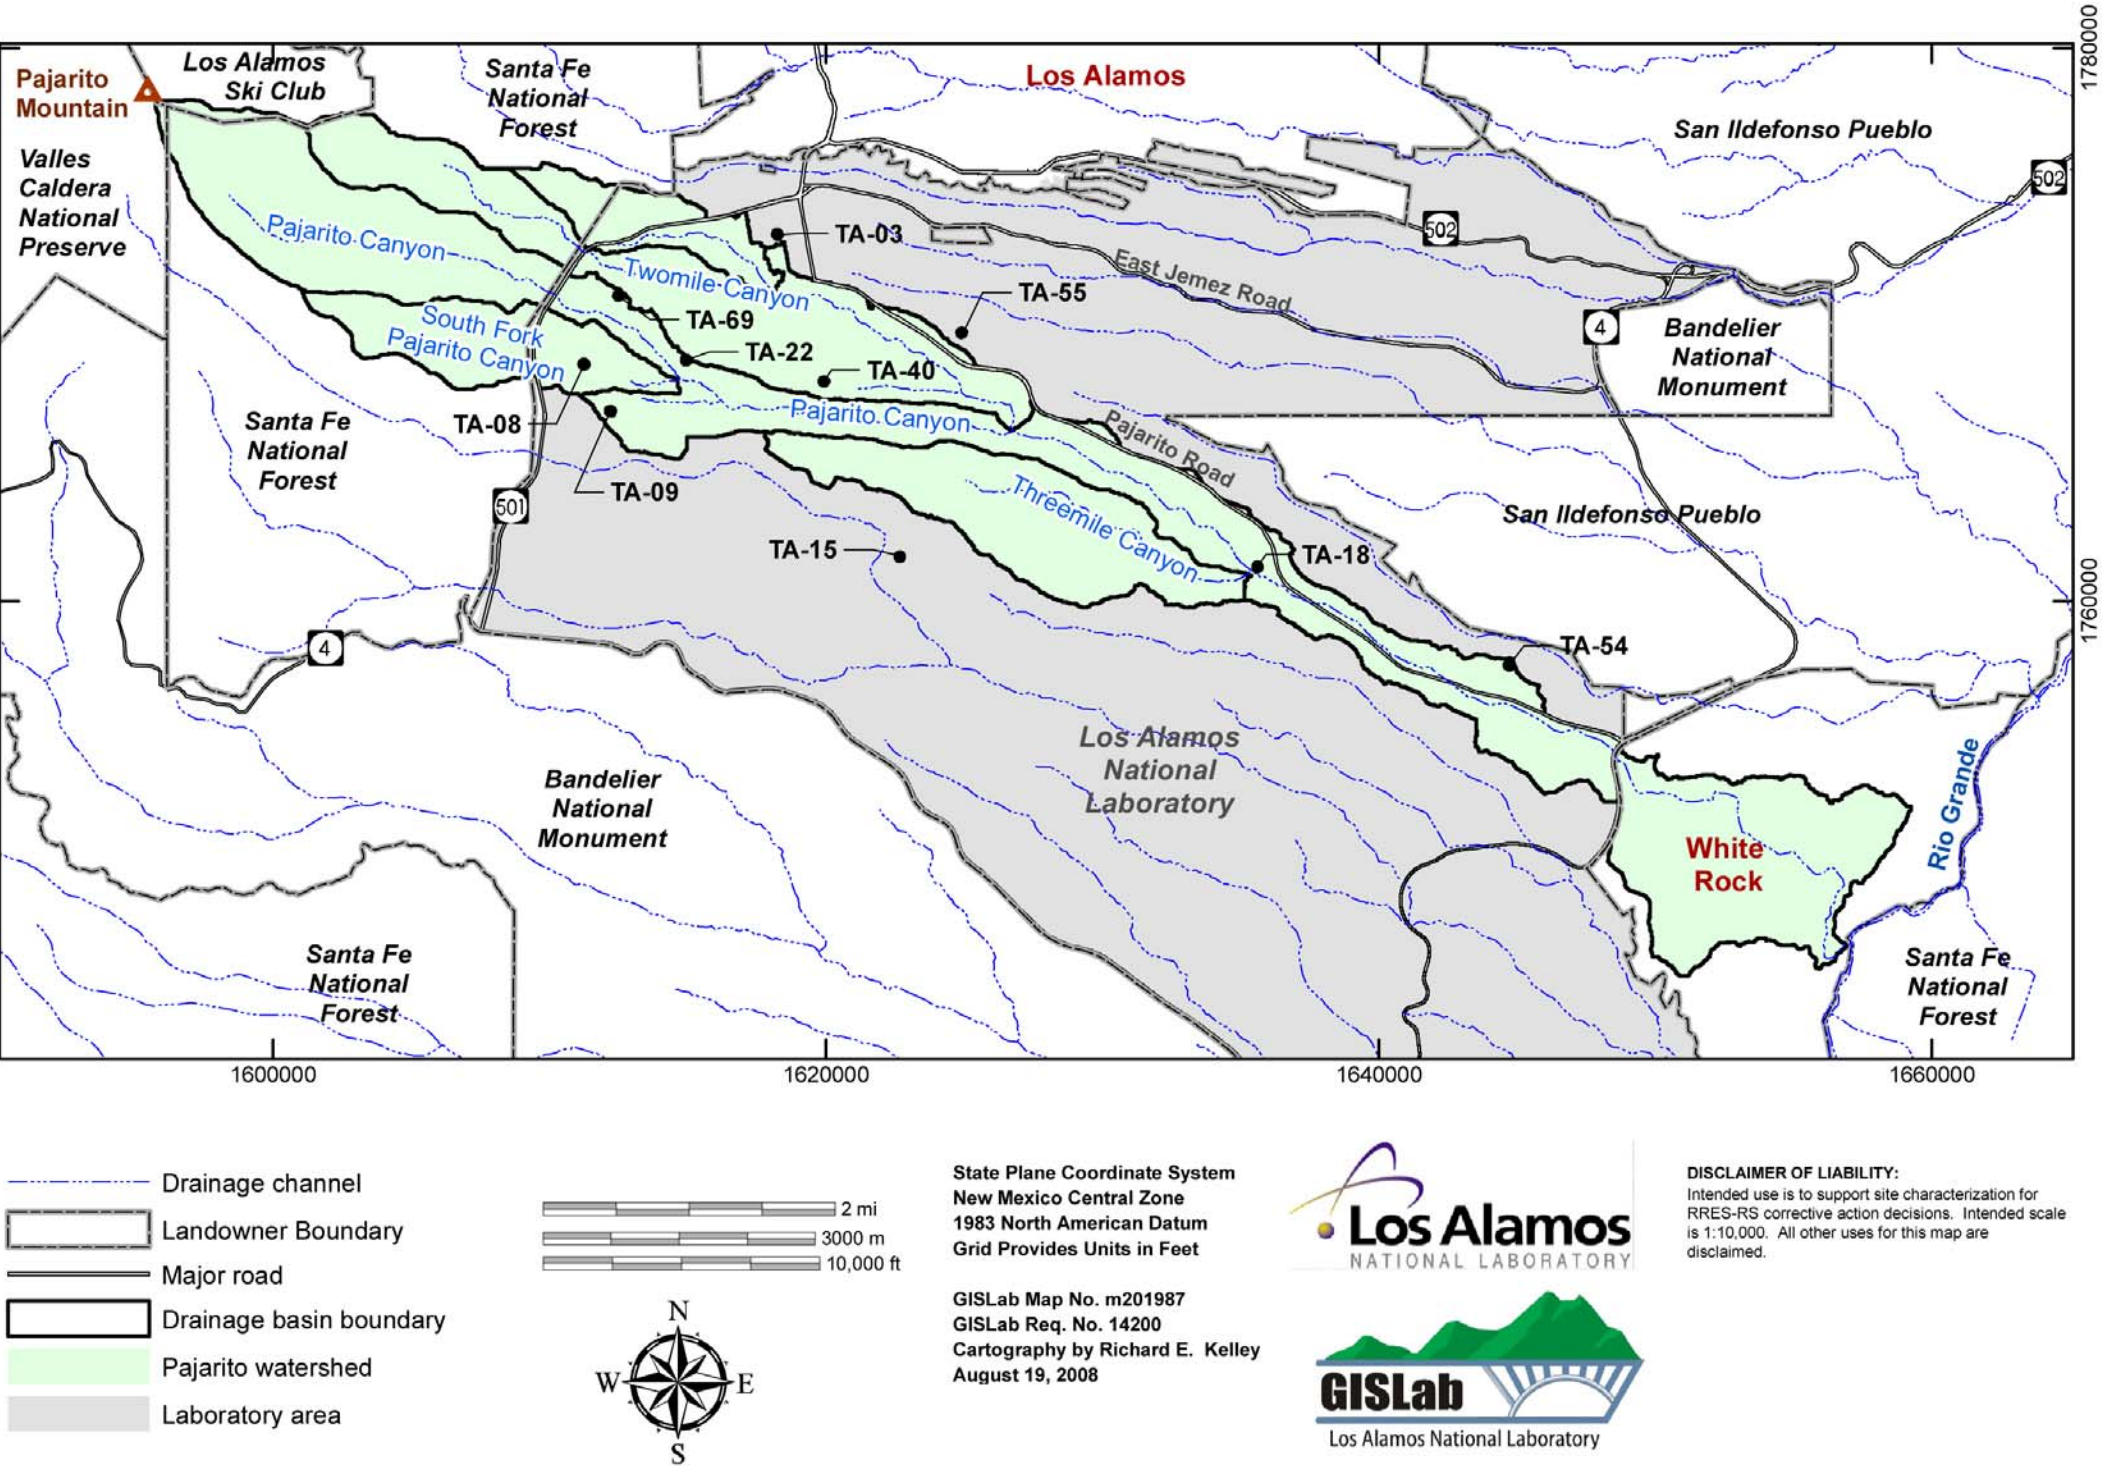 1780000
Los Alamos
Ski Club
Pajarito
Mountain
Santa Fe
National
Forest
Los Alamos
San Ildefonso Pueblo
502
Valles
Caldera
National
Preserve
Pajarito Canyon
TA-03
502
Twomile Canyon
East Jemez Road
TA-55
TA-69
South Fork
Pajarito Canyon
TA-22
TA-40
4
Bandelier
National
Monument
Pajarito Canyon
TA-08
Santa Fe
National
Forest
Pajarito Road
TA-09
501
Threemile Canyon
San Ildefonso Pueblo
TA-15
TA-18
1760000
4
TA-54
Los Alamos
National
Laboratory
Bandelier
National
Monument
Rio Grande
White
Rock
Santa Fe
National
Forest
Santa Fe
National
Forest
1600000
1620000
1640000
1660000
Drainage channel
Landowner Boundary
Major road
Drainage basin boundary
Pajarito watershed
Laboratory area
2 mi
3000 m
10,000 ft
N
W
E
S
State Plane Coordinate System
New Mexico Central Zone
1983 North American Datum
Grid Provides Units in Feet
GISLab Map No. m201987
GISLab Req. No. 14200
Cartography by Richard E. Kelley
August 19, 2008
Los Alamos
NATIONAL LABORATORY
GISLab
Los Alamos National Laboratory
DISCLAIMER OF LIABILITY:
Intended use is to support site characterization for
RRES-RS corrective action decisions. Intended scale
is 1:10,000. All other uses for this map are
disclaimed.